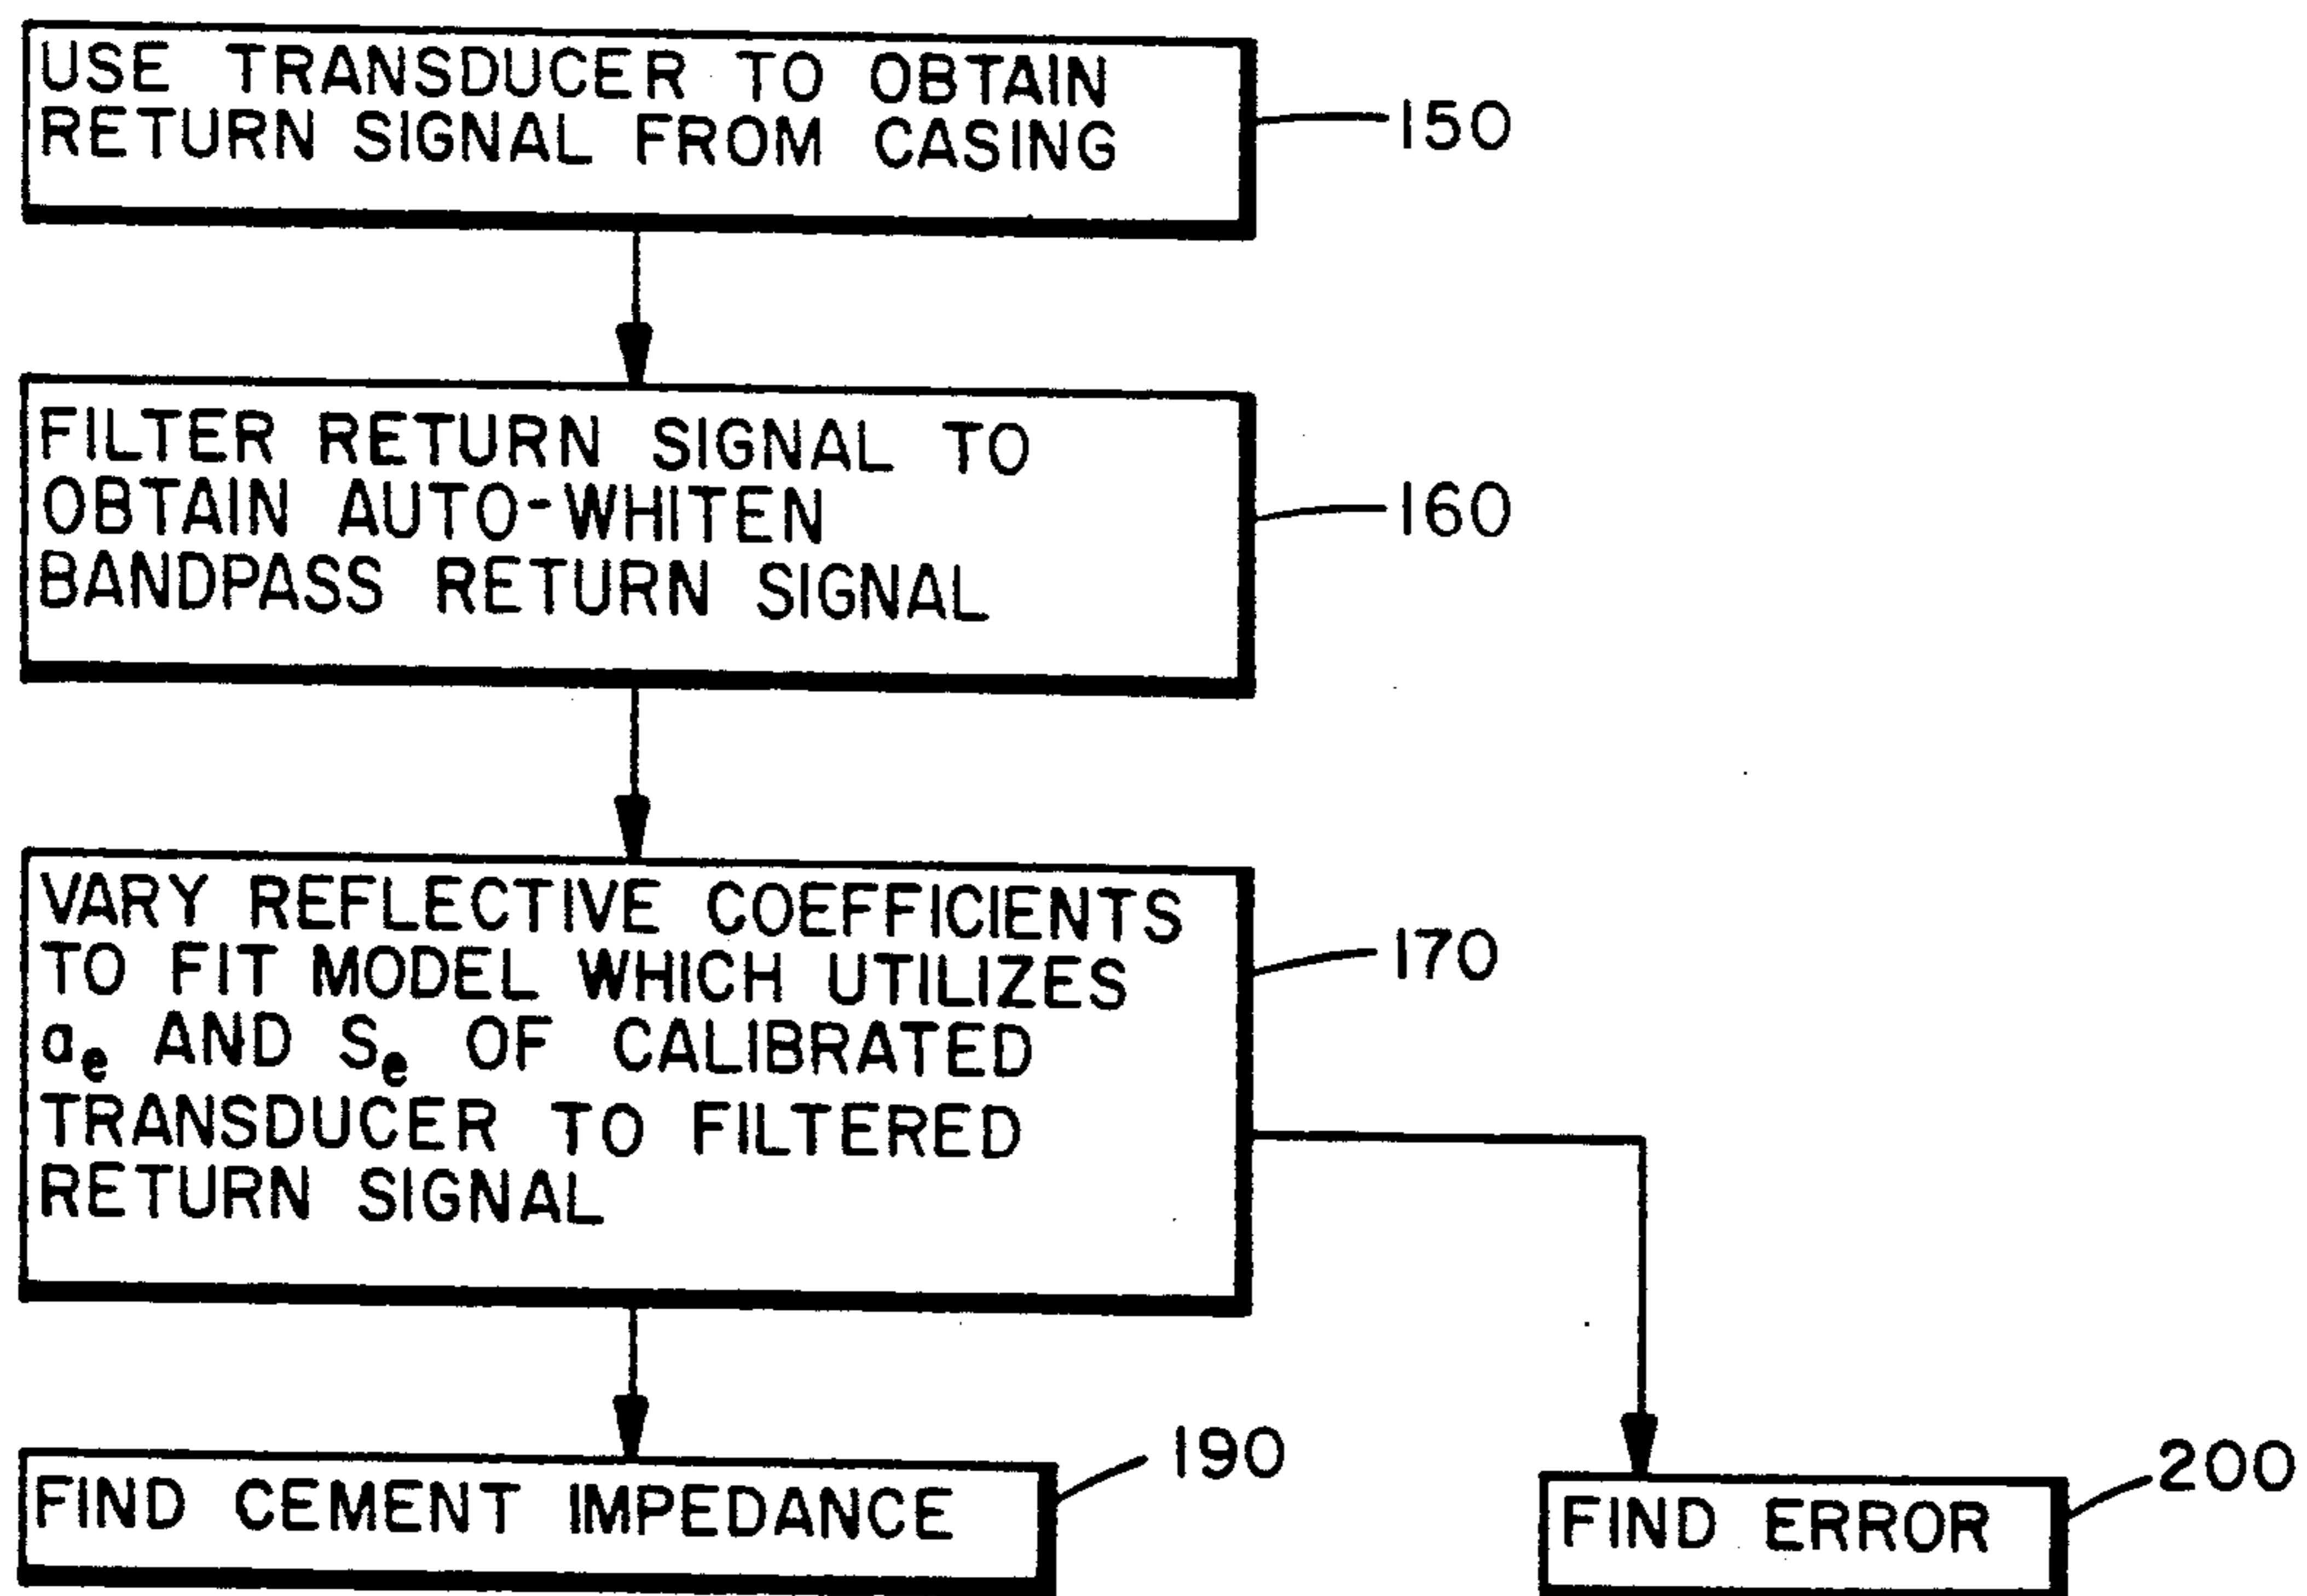 USE TRANSDUCER TO OBTAIN
RETURN SIGNAL FROM CASING
150
FILTER RETURN SIGNAL TO
OBTAIN AUTO-WHITEN
BANDPASS RETURN SIGNAL
160
VARY REFLECTIVE COEFFICIENTS
TO FIT MODEL WHICH UTILIZES
aₑ AND Sₑ OF CALIBRATED
TRANSDUCER TO FILTERED
RETURN SIGNAL
170
FIND CEMENT IMPEDANCE
190
FIND ERROR
200